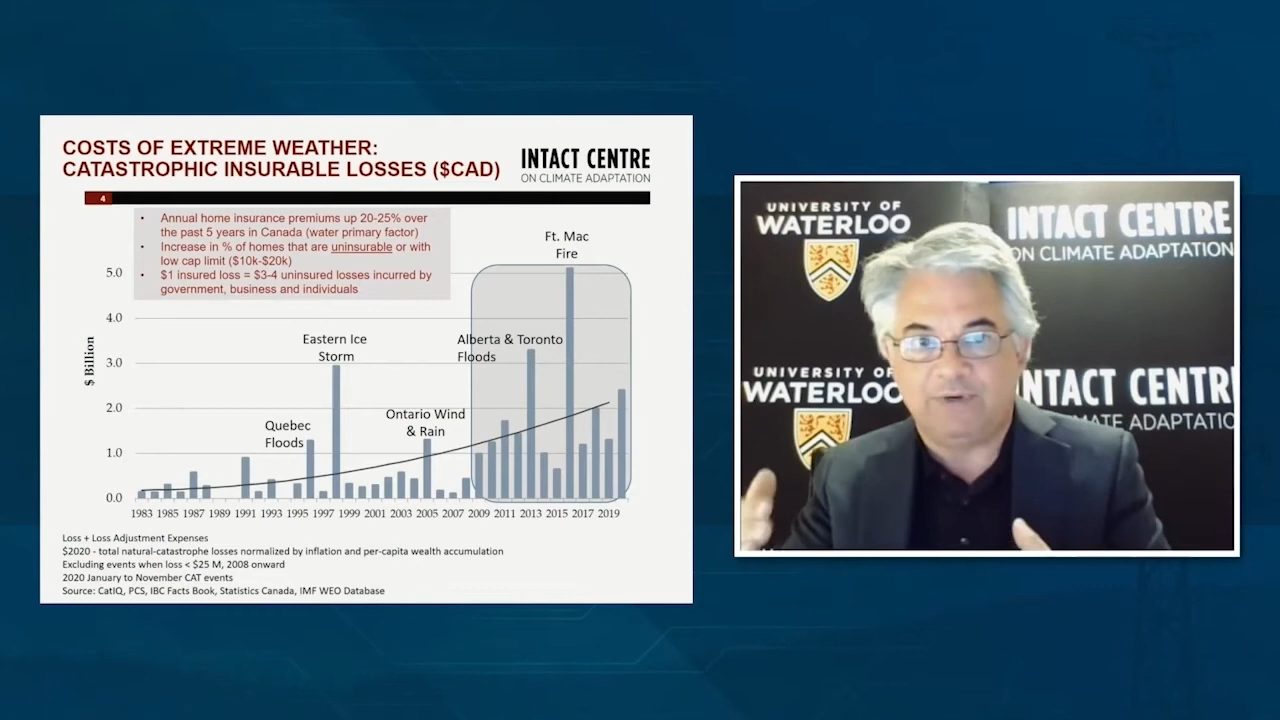 COSTS OF EXTREME WEATHER:
CATASTROPHIC INSURABLE LOSSES ($CAD)
INTACT CENTRE
ON CLIMATE ADAPTATION
4
• Annual home insurance premiums up 20-25% over
the past 5 years in Canada (water primary factor)
• Increase in % of homes that are uninsurable or with
low cap limit ($10k-$20k)
• $1 insured loss = $3-4 uninsured losses incurred by
government, business and individuals
Ft. Mac
Fire
Eastern Ice
Storm
Alberta & Toronto
Floods
Quebec
Floods
Ontario Wind
& Rain
$ Billion
5.0
4.0
3.0
2.0
1.0
0.0
1983 1985 1987 1989 1991 1993 1995 1997 1999 2001 2003 2005 2007 2009 2011 2013 2015 2017 2019
Loss + Loss Adjustment Expenses
$2020 - total natural-catastrophe losses normalized by inflation and per-capita wealth accumulation
Excluding events when loss < $25 M, 2008 onward
2020 January to November CAT events
Source: CatIQ, PCS, IBC Facts Book, Statistics Canada, IMF WEO Database
UNIVERSITY OF
WATERLOO
INTACT CENTRE
ON CLIMATE ADAPTATION
UNIVERSITY OF
WATERLOO
INTACT CENTR
CLIMATE ADAPTATION